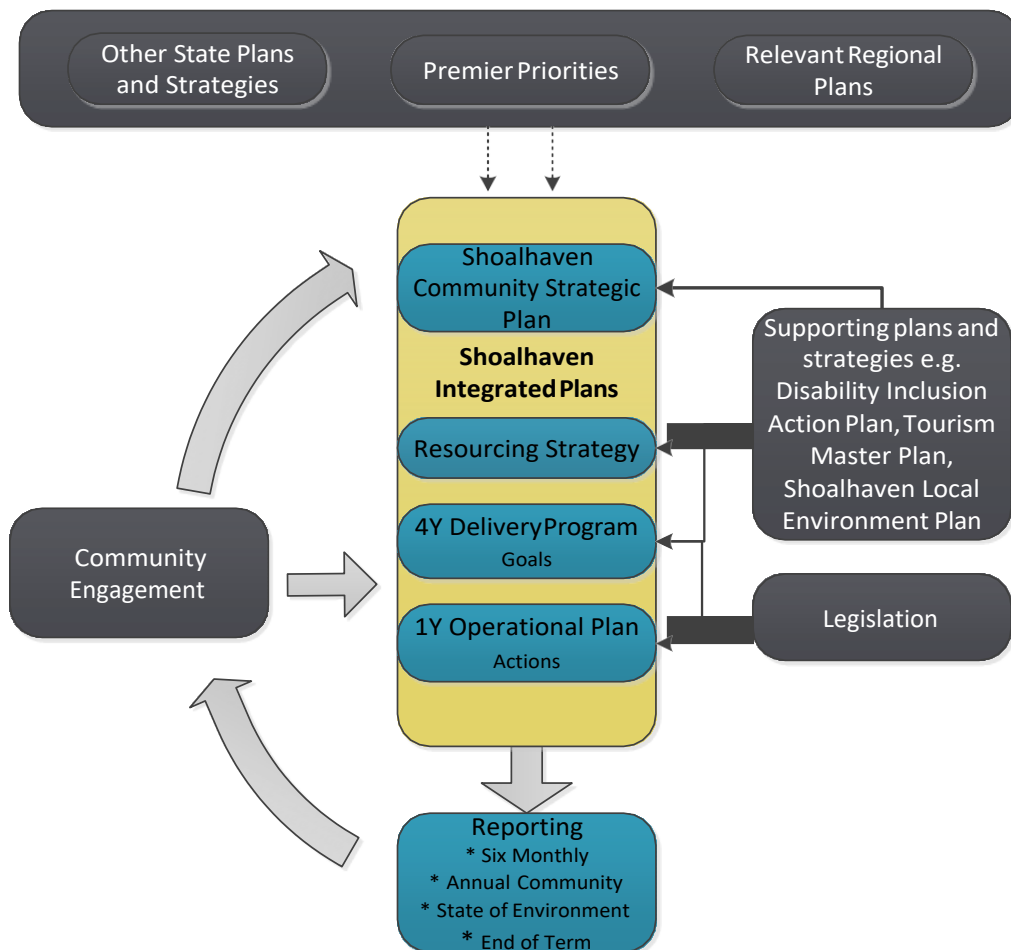 Other State Plans
and Strategies
Premier Priorities
Relevant Regional
Plans
Shoalhaven
Community Strategic
Plan
Shoalhaven
Integrated Plans
Resourcing Strategy
4Y Delivery Program
Goals
1Y Operational Plan
Actions
Supporting plans and
strategies e.g.
Disability Inclusion
Action Plan, Tourism
Master Plan,
Shoalhaven Local
Environment Plan
Legislation
Community
Engagement
Reporting
* Six Monthly
* Annual Community
* State of Environment
* End of Term